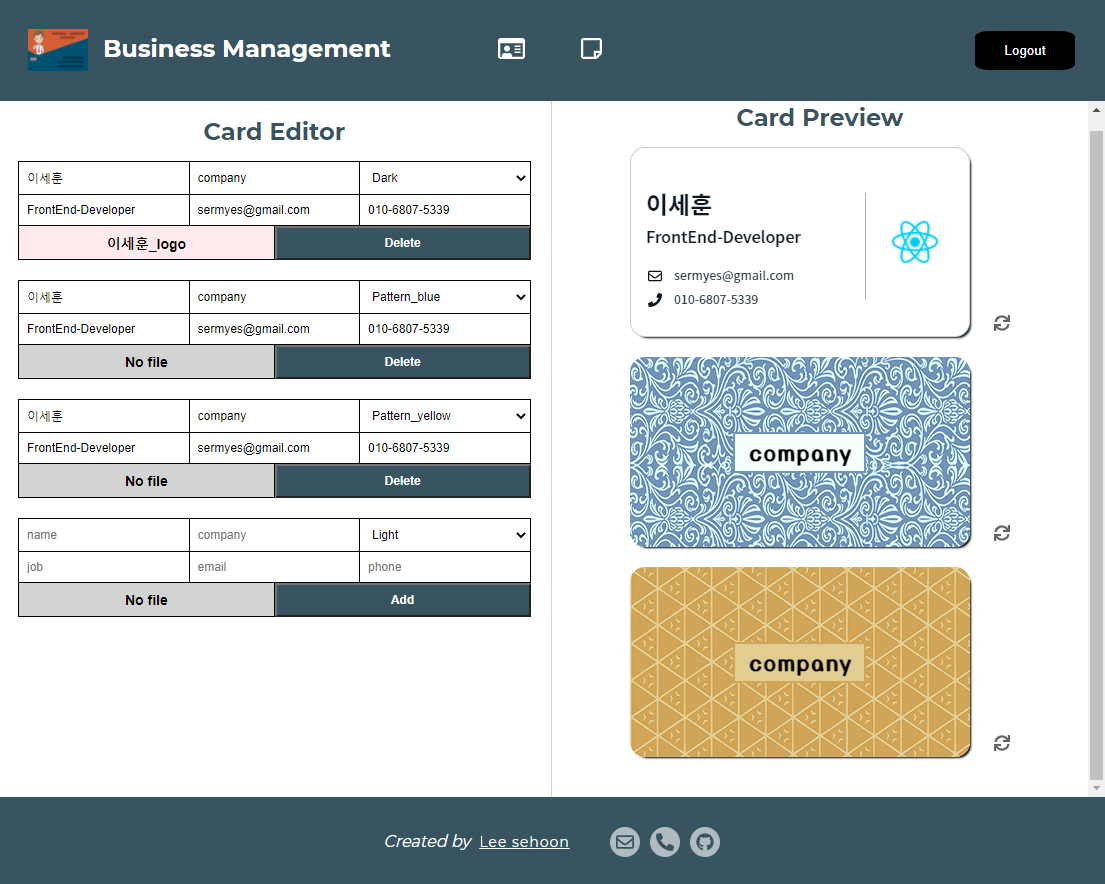 Business Management
Logout
Card Editor
이세훈 company Dark
FrontEnd-Developer sermyes@gmail.com 010-6807-5339
이세훈_logo Delete
이세훈 company Pattern_blue
FrontEnd-Developer sermyes@gmail.com 010-6807-5339
No file Delete
이세훈 company Pattern_yellow
FrontEnd-Developer sermyes@gmail.com 010-6807-5339
No file Delete
name company Light
job email phone
No file Add
Card Preview
이세훈
FrontEnd-Developer
sermyes@gmail.com
010-6807-5339
company
company
Created by Lee sehoon